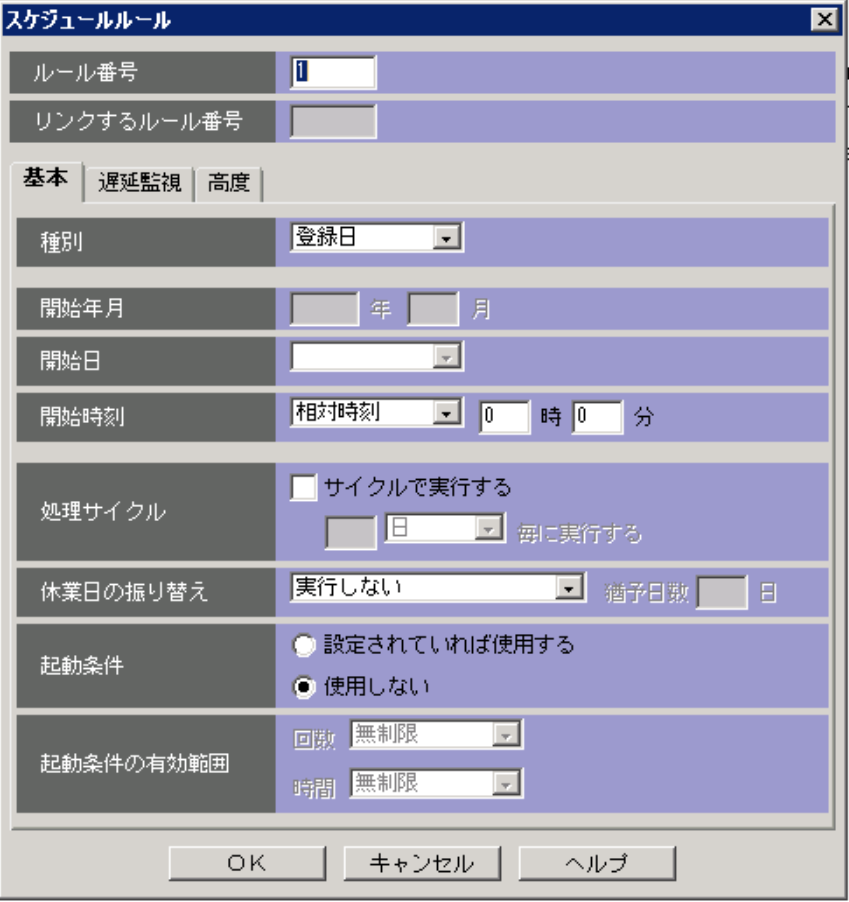 スケジュールルール
ルール番号 1
リンクするルール番号
基本 遅延監視 高度
種別 登録日
開始年月 年 月
開始日
開始時刻 相対時刻 0 時 0 分
処理サイクル サイクルで実行する
日 毎に実行する
休業日の振り替え 実行しない 猶予日数 日
起動条件 設定されていれば使用する
使用しない
起動条件の有効範囲 回数 無制限
時間 無制限
OK キャンセル ヘルプ